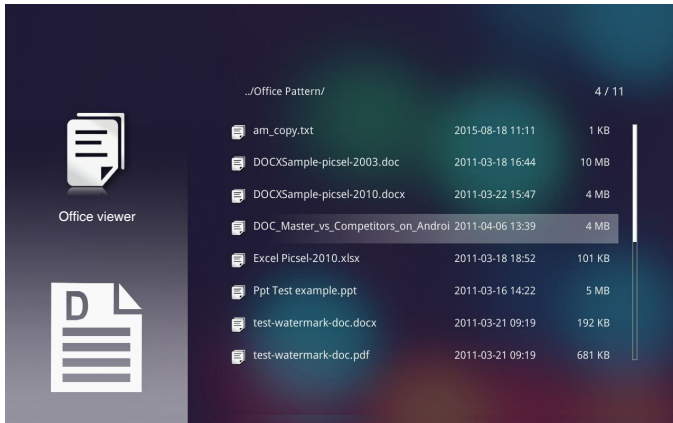 ../Office Pattern/ 4 / 11
am_copy.txt 2015-08-18 11:11 1 KB
DOCXSample-picsel-2003.doc 2011-03-18 16:44 10 MB
DOCXSample-picsel-2010.docx 2011-03-22 15:47 4 MB
Office viewer
DOC_Master_vs_Competitors_on_Androi 2011-04-06 13:39 4 MB
Excel Picsel-2010.xlsx 2011-03-18 18:52 101 KB
Ppt Test example.ppt 2011-03-16 14:22 5 MB
D
test-watermark-doc.docx 2011-03-21 09:19 192 KB
test-watermark-doc.pdf 2011-03-21 09:19 681 KB